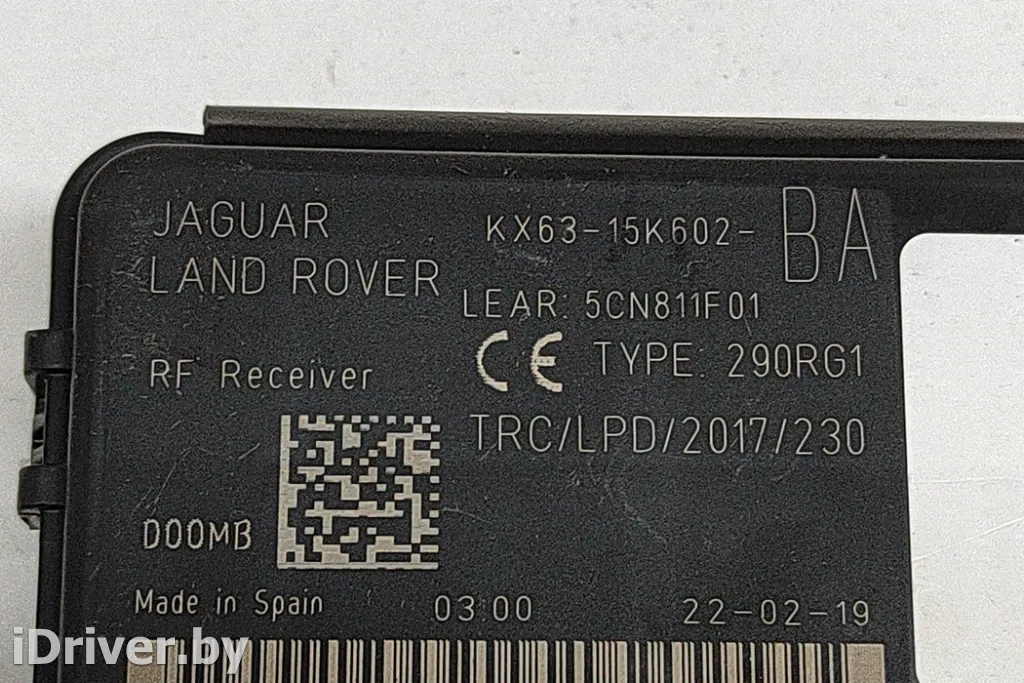 JAGUAR
LAND ROVER
KX63-15K602-BA
LEAR: 5CN811F01
CE TYPE: 290RG1
RF Receiver
TRC/LPD/2017/230
D00MB
Made in Spain 03:00 22-02-19
iDriver.by